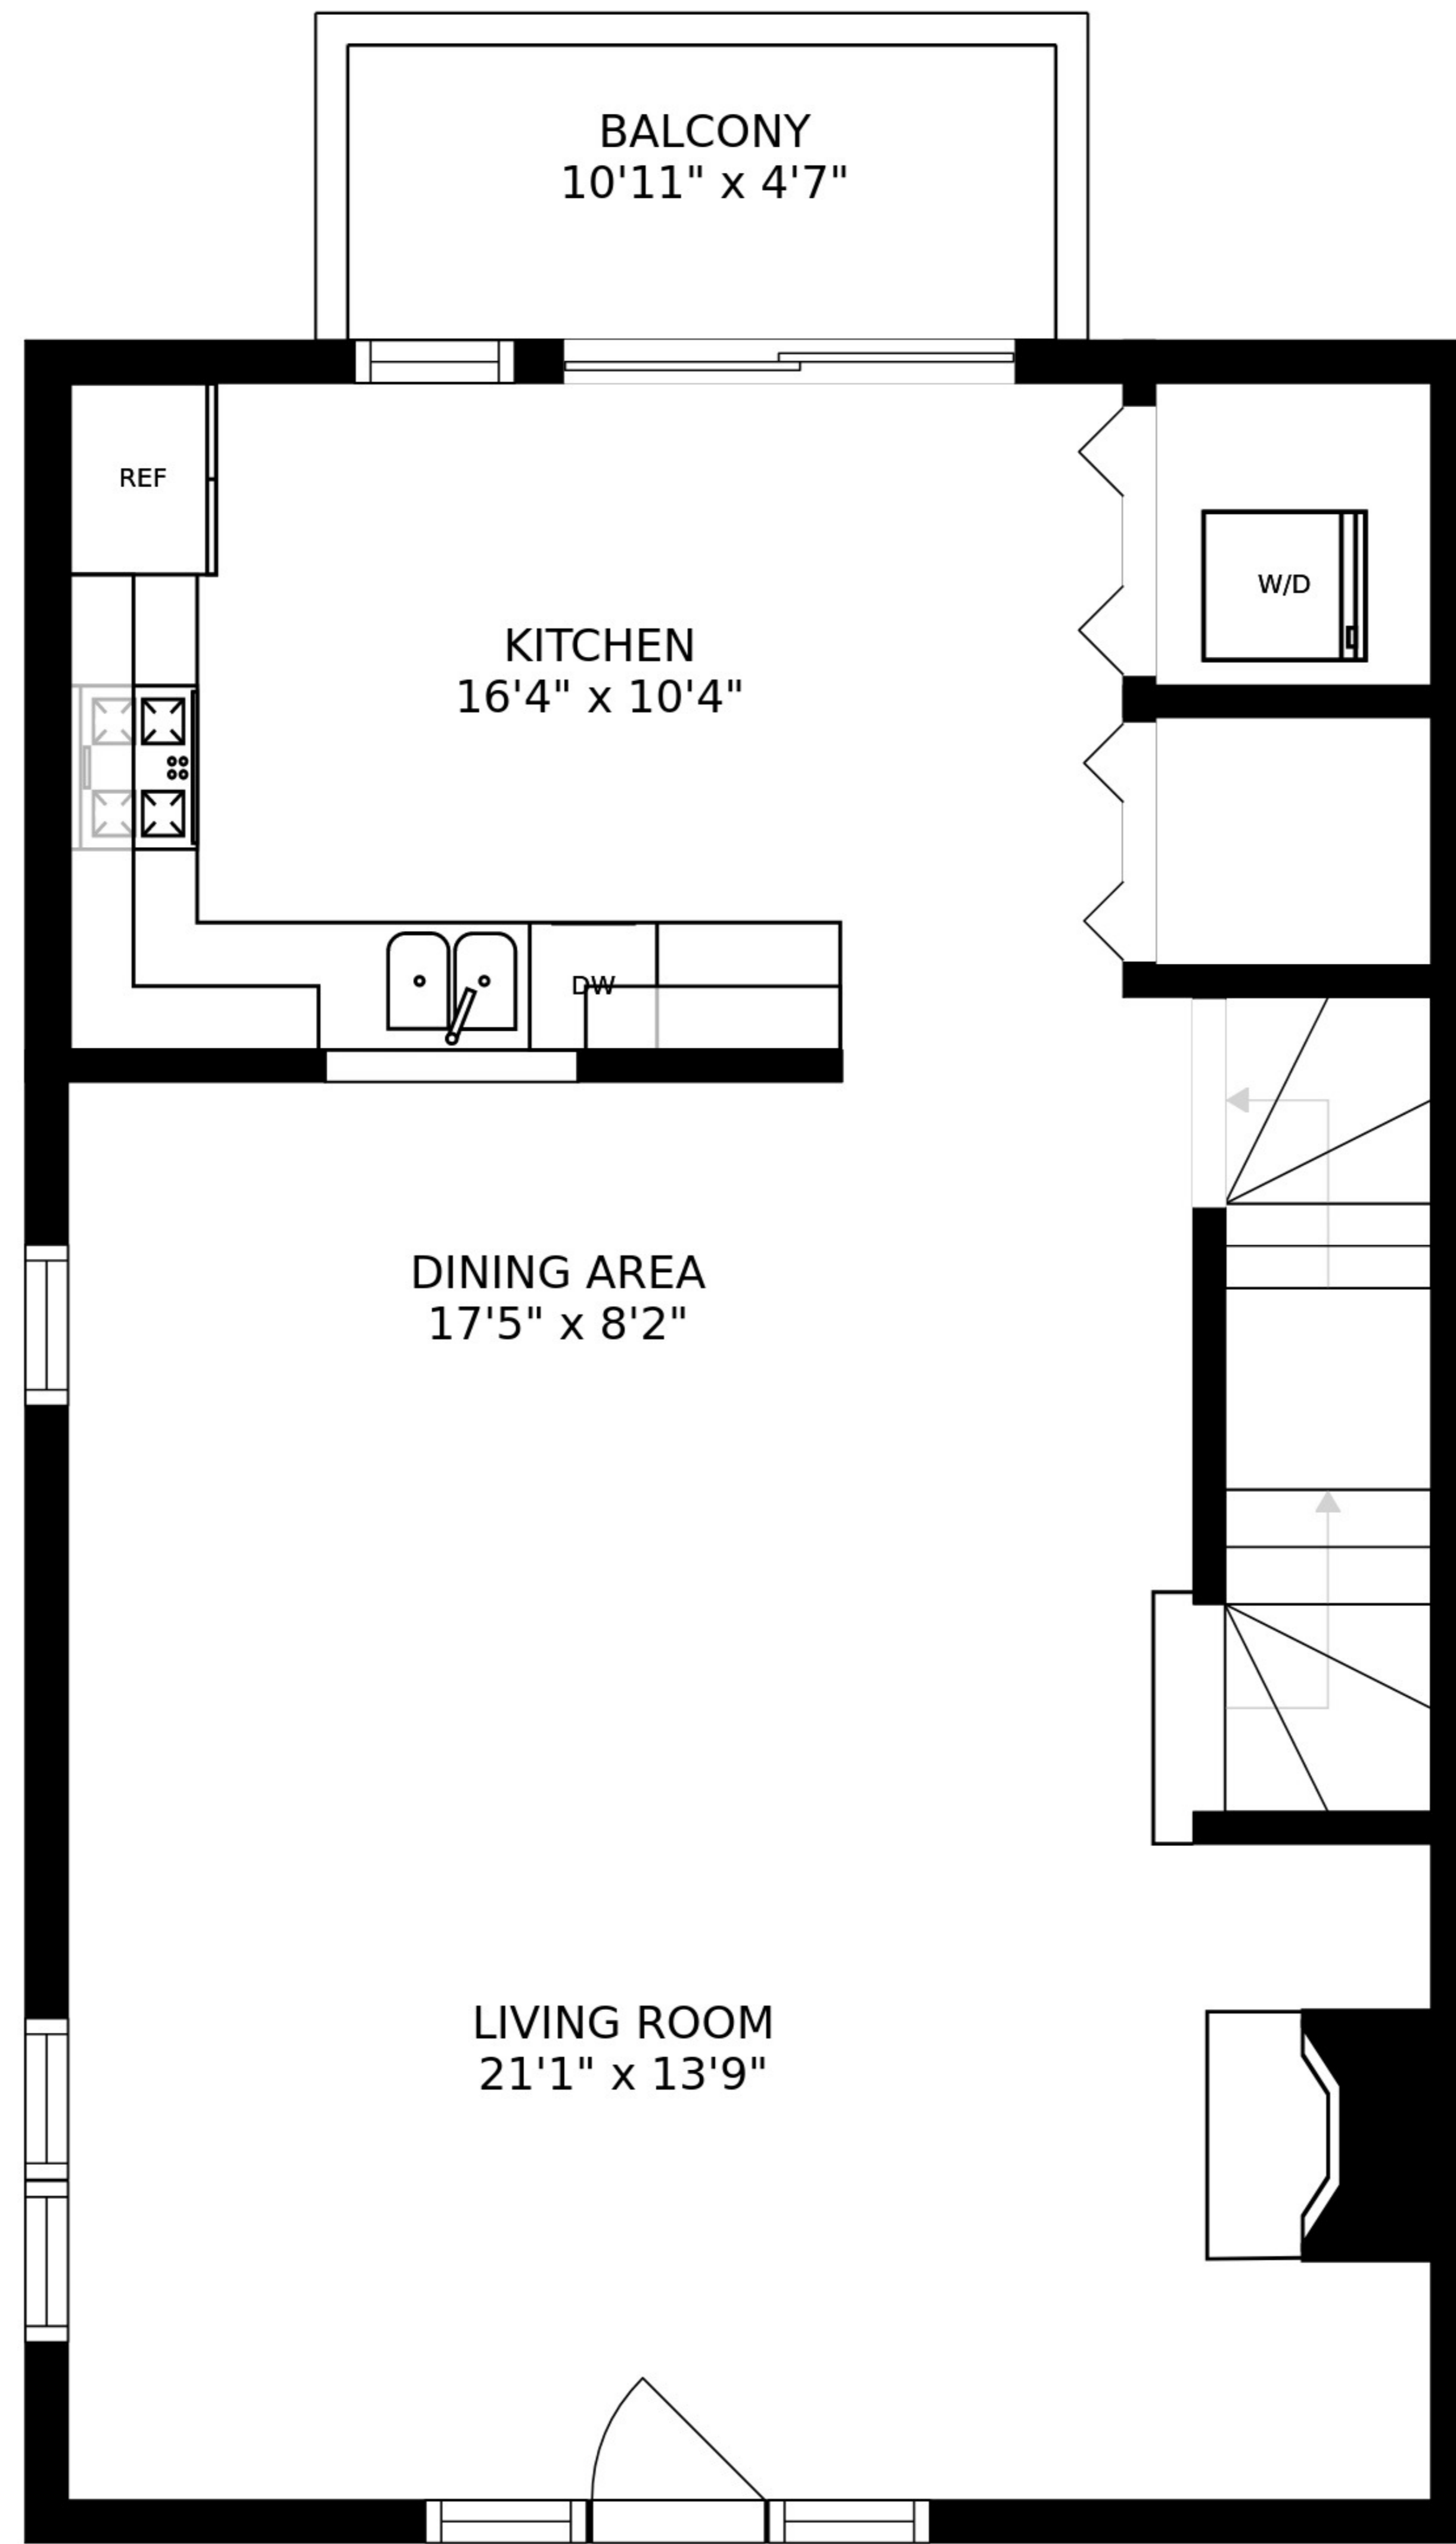 BALCONY
10'11" x 4'7"
REF
W/D
KITCHEN
16'4" x 10'4"
DW
DINING AREA
17'5" x 8'2"
LIVING ROOM
21'1" x 13'9"